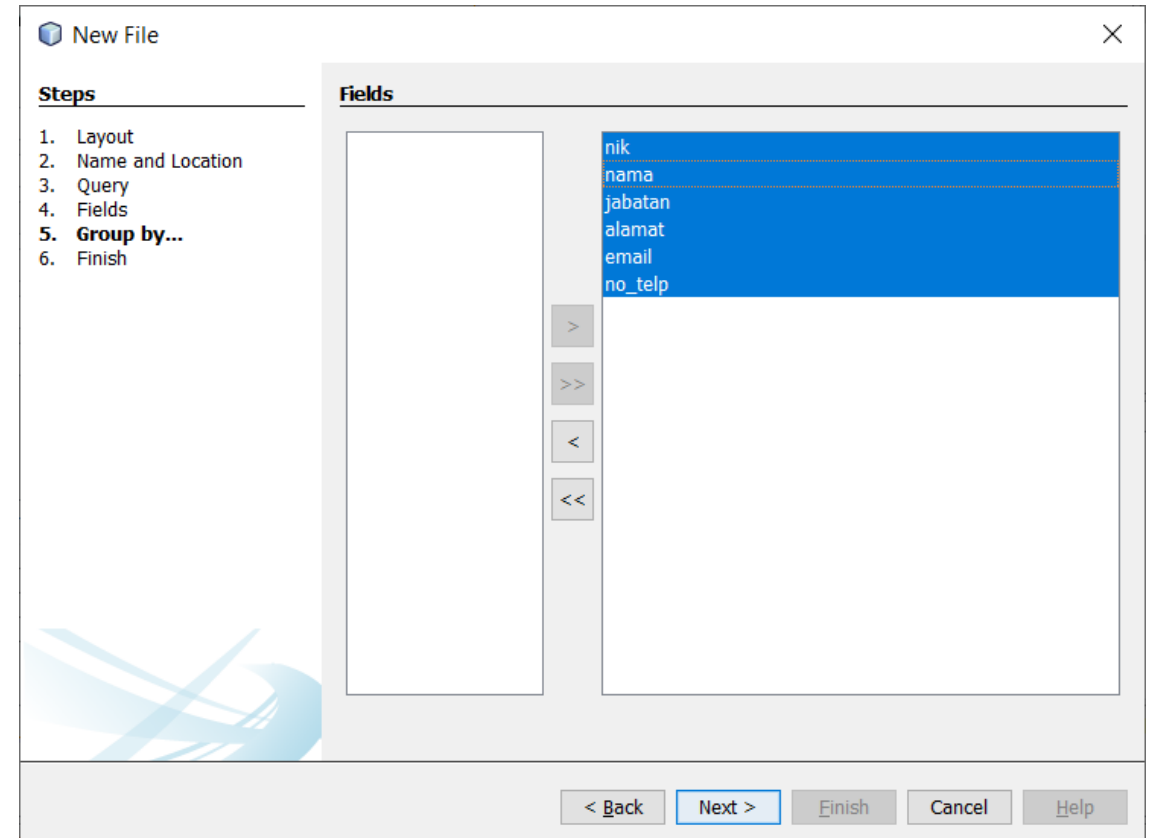 New File
Steps
1. Layout
2. Name and Location
3. Query
4. Fields
5. Group by...
6. Finish
Fields
nik
nama
jabatan
alamat
email
no_telp
>
>>
<
<<
< Back
Next >
Finish
Cancel
Help